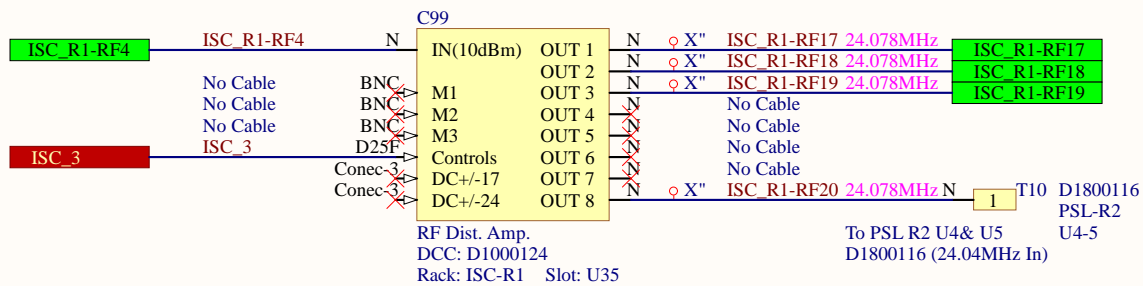 C99
ISC_R1-RF4 ISC_R1-RF4 N IN(10dBm) OUT 1 N X" ISC_R1-RF17 24.078MHz ISC_R1-RF17
OUT 2 N X" ISC_R1-RF18 24.078MHz ISC_R1-RF18
No Cable BNC M1 OUT 3 N X" ISC_R1-RF19 24.078MHz ISC_R1-RF19
No Cable BNC M2 OUT 4 N No Cable
No Cable BNC M3 OUT 5 N No Cable
ISC_3 ISC_3 D25F Controls OUT 6 N No Cable
Conec-3 DC+/-17 OUT 7 N No Cable
Conec-3 DC+/-24 OUT 8 N X" ISC_R1-RF20 24.078MHz N 1 T10 D1800116
PSL-R2
RF Dist. Amp. To PSL R2 U4& U5 U4-5
DCC: D1000124 D1800116 (24.04MHz In)
Rack: ISC-R1 Slot: U35